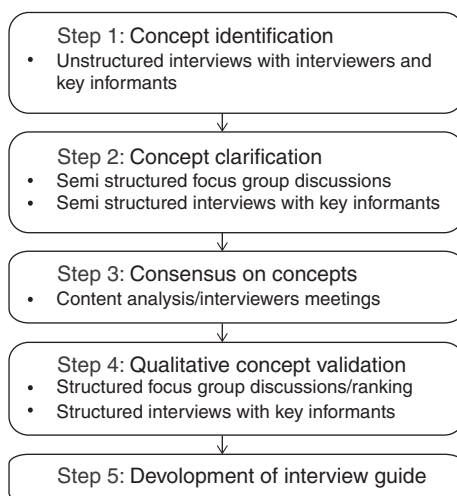 Step 1: Concept identification
• Unstructured interviews with interviewers and
key informants
Step 2: Concept clarification
• Semi structured focus group discussions
• Semi structured interviews with key informants
Step 3: Consensus on concepts
• Content analysis/interviewers meetings
Step 4: Qualitative concept validation
• Structured focus group discussions/ranking
• Structured interviews with key informants
Step 5: Devolopment of interview guide